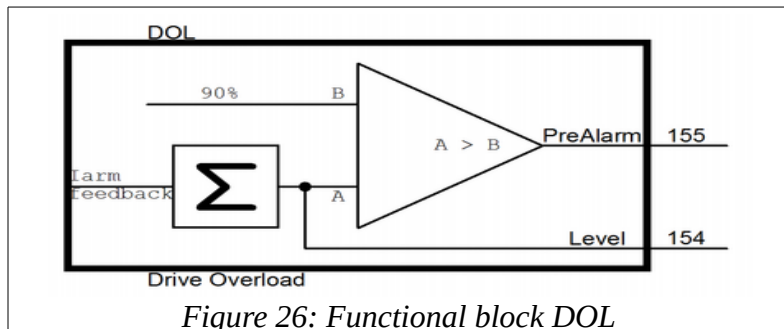 DOL
90%
B
A > B
PreAlarm
155
Iarm
feedback
Σ
A
Level
154
Drive Overload
Figure 26: Functional block DOL